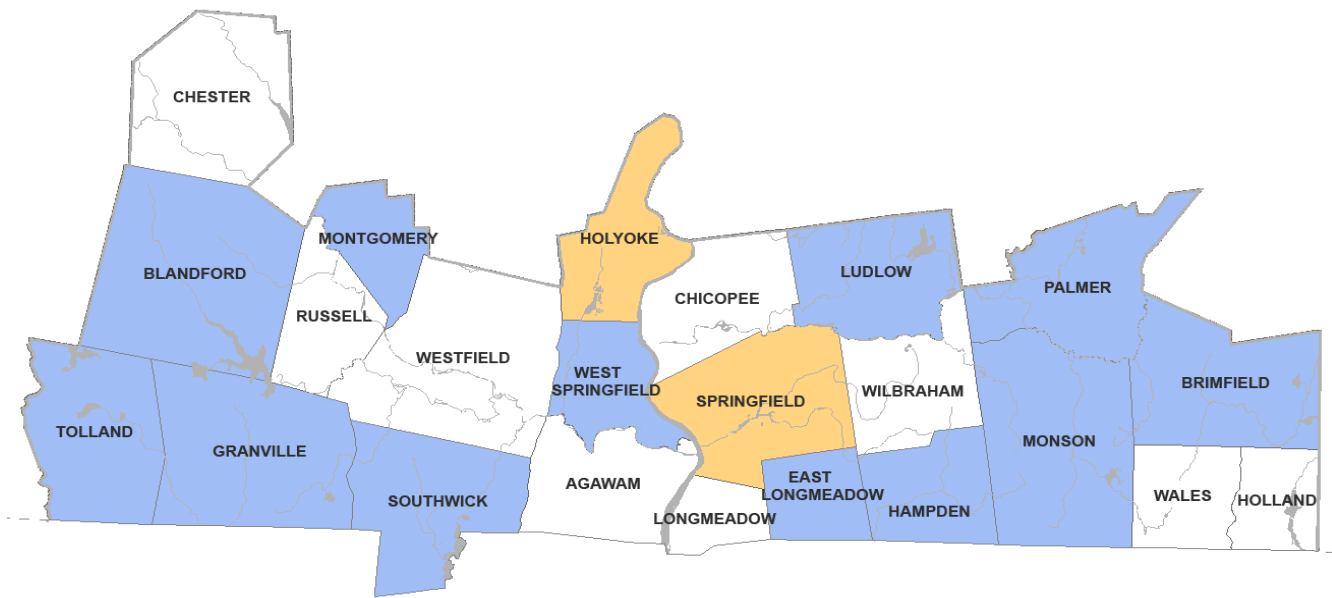 CHESTER
MONTGOMERY
HOLYOKE
BLANDFORD
LUDLOW
PALMER
CHICOPEE
RUSSELL
WESTFIELD
WEST
SPRINGFIELD
BRIMFIELD
WILBRAHAM
SPRINGFIELD
TOLLAND
MONSON
GRANVILLE
AGAWAM
EAST
LONGMEADOW
WALES
HOLLAND
SOUTHWICK
HAMPDEN
LONGMEADOW